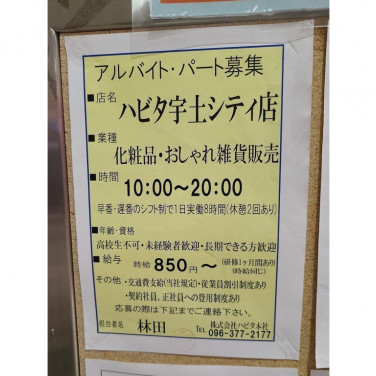 アルバイト・パート募集
■店名
ハビタ宇土シティ店
■業種
化粧品・おしゃれ雑貨販売
■時間
10:00〜20:00
早番・遅番のシフト制で1日実働8時間(休憩2回あり)
■年齢・資格
高校生不可・未経験者歓迎・長期できる方歓迎
■給与 時給 850円〜 (研修1ヶ月間あり)
(時給同じ)
その他 ・交通費支給(当社規定)・従業員割引制度あり
・契約社員、正社員への登用制度あり
応募の際は下記までご連絡下さい。
担当者名 林田 株式会社ハビタ本社
TEL 096-377-2177